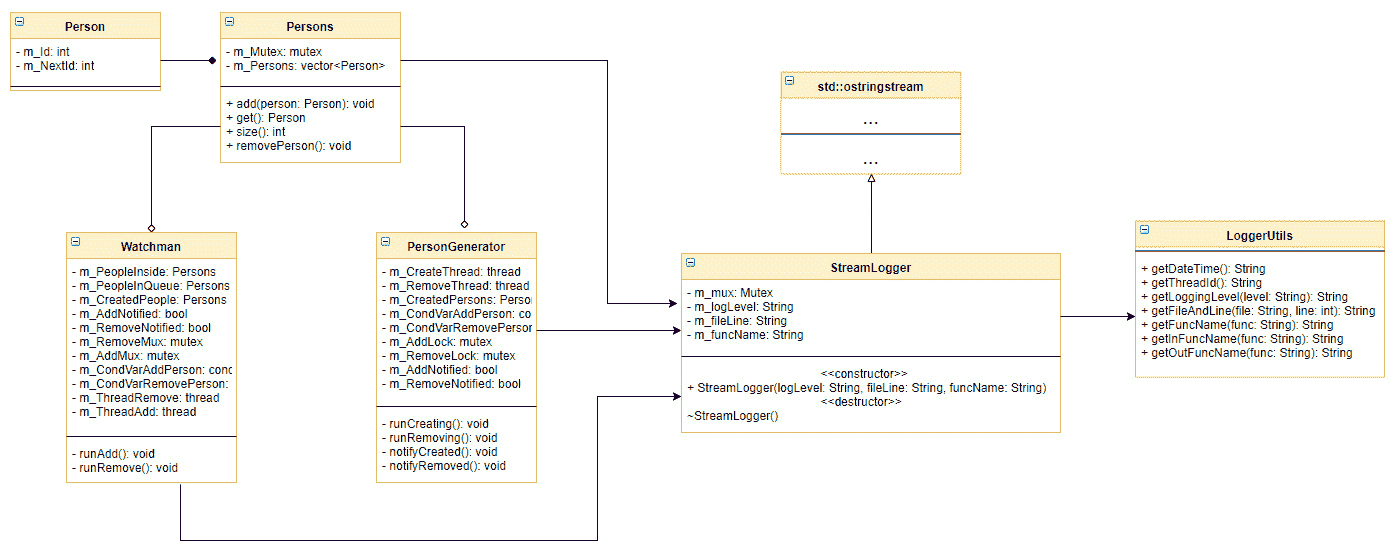 Person
- m_Id: int
- m_NextId: int
Persons
- m_Mutex: mutex
- m_Persons: vector<Person>
+ add(person: Person): void
+ get(): Person
+ size(): int
+ removePerson(): void
std::ostringstream
...
...
Watchman
- m_PeopleInside: Persons
- m_PeopleInQueue: Persons
- m_CreatedPeople: Persons
- m_AddNotified: bool
- m_RemoveNotified: bool
- m_RemoveMux: mutex
- m_AddMux: mutex
- m_CondVarAddPerson: cond
- m_CondVarRemovePerson:
- m_ThreadRemove: thread
- m_ThreadAdd: thread
- runAdd(): void
- runRemove(): void
PersonGenerator
- m_CreateThread: thread
- m_RemoveThread: thread
- m_CreatedPersons: Person
- m_CondVarAddPerson: co
- m_CondVarRemovePerson
- m_AddLock: mutex
- m_RemoveLock: mutex
- m_AddNotified: bool
- m_RemoveNotified: bool
- runCreating(): void
- runRemoving(): void
- notifyCreated(): void
- notifyRemoved(): void
StreamLogger
- m_mux: Mutex
- m_logLevel: String
- m_fileLine: String
- m_funcName: String
<<constructor>>
+ StreamLogger(logLevel: String, fileLine: String, funcName: String)
<<destructor>>
~StreamLogger()
LoggerUtils
+ getDateTime(): String
+ getThreadId(): String
+ getLoggingLevel(level: String): String
+ getFileAndLine(file: String, line: int): String
+ getFuncName(func: String): String
+ getInFuncName(func: String): String
+ getOutFuncName(func: String): String